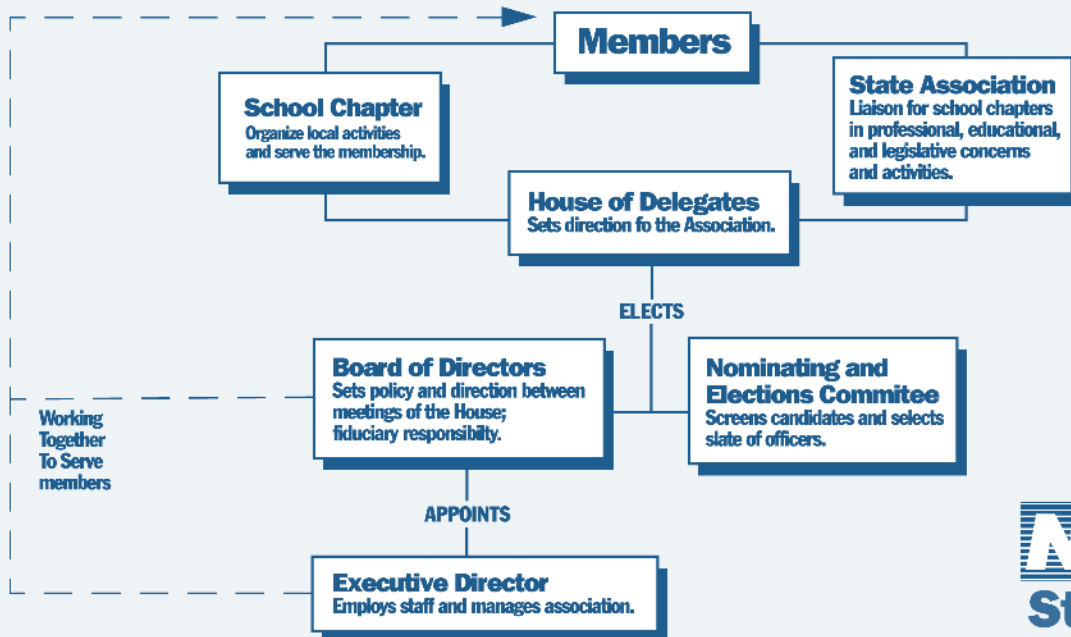 Members
School Chapter
Organize local activities
and serve the membership.
State Association
Liaison for school chapters
in professional, educational,
and legislative concerns
and activities.
House of Delegates
Sets direction fo the Association.
ELECTS
Board of Directors
Sets policy and direction between
meetings of the House;
fiduciary responsibilty.
Nominating and
Elections Commitee
Screens candidates and selects
slate of officers.
Working
Together
To Serve
members
APPOINTS
Executive Director
Employs staff and manages association.
N
St